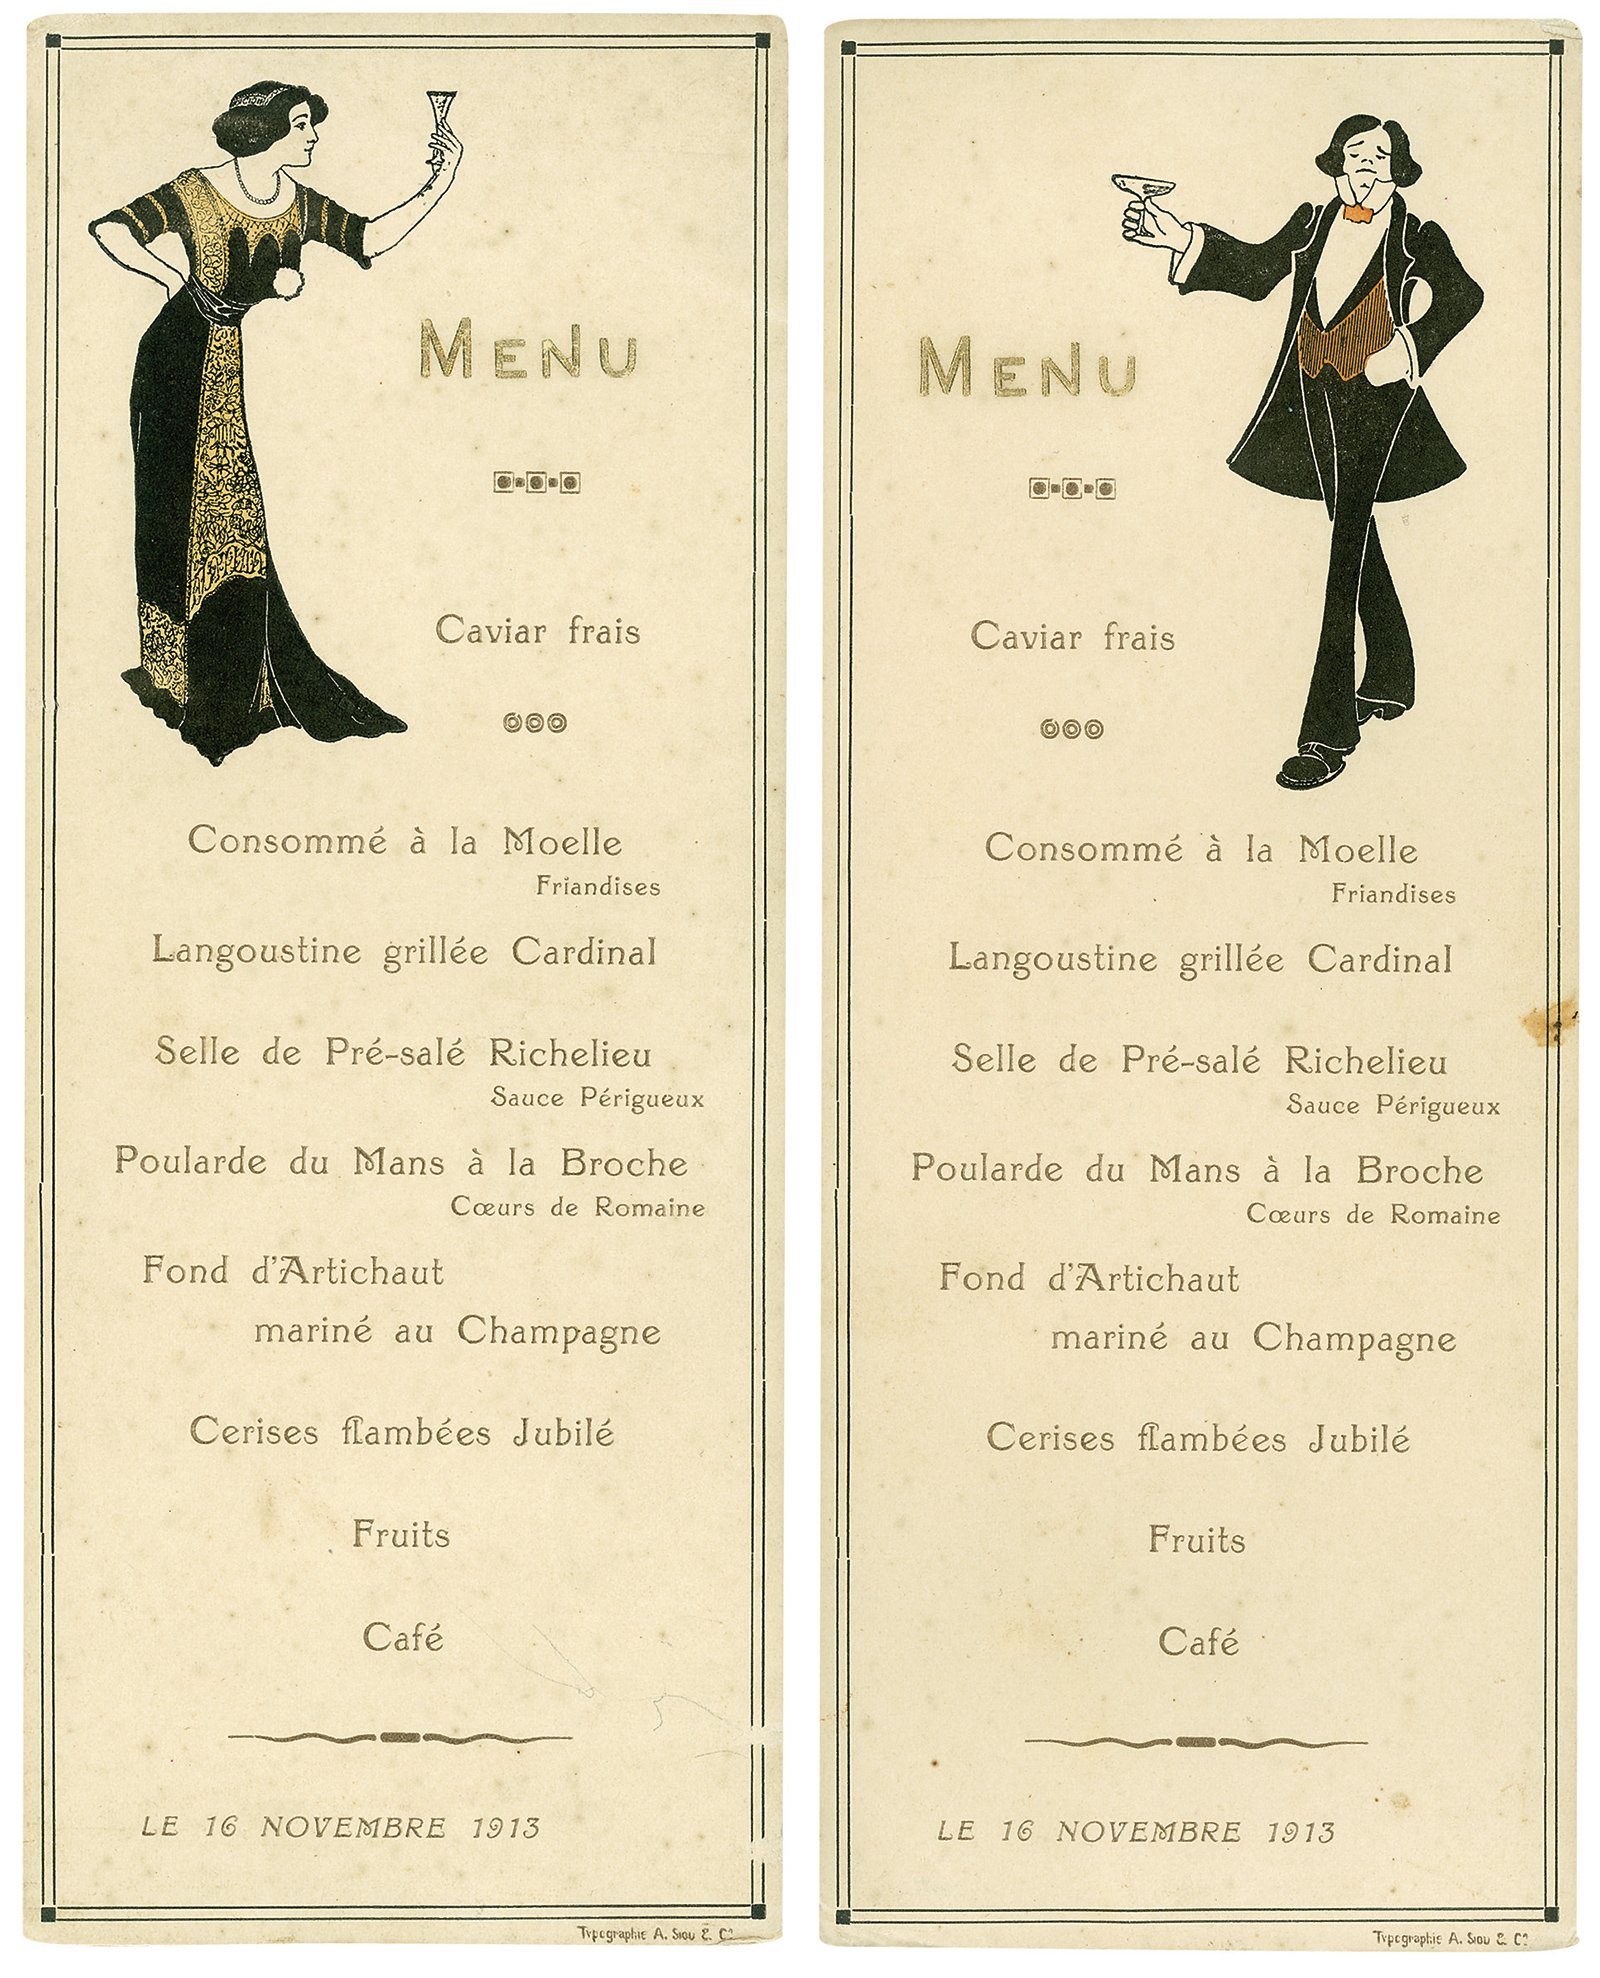 MENU
Caviar frais
Consommé à la Moelle
Friandises
Langoustine grillée Cardinal
Selle de Pré-salé Richelieu
Sauce Périgueux
Poularde du Mans à la Broche
Cœurs de Romaine
Fond d'Artichaut
mariné au Champagne
Cerises flambées Jubilé
Fruits
Café
LE 16 NOVEMBRE 1913
Typographie A. Siou & Cº
MENU
Caviar frais
Consommé à la Moelle
Friandises
Langoustine grillée Cardinal
Selle de Pré-salé Richelieu
Sauce Périgueux
Poularde du Mans à la Broche
Cœurs de Romaine
Fond d'Artichaut
mariné au Champagne
Cerises flambées Jubilé
Fruits
Café
LE 16 NOVEMBRE 1913
Typographie A. Siou & Cº